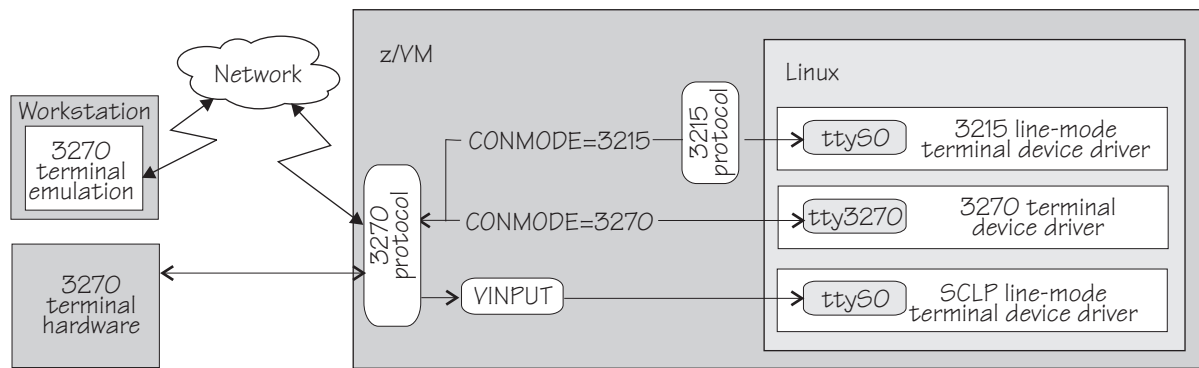 z/VM
Network
Linux
Workstation
3270
terminal
emulation
CONMODE=3215
3215
protocol
ttyS0
3215 line-mode
terminal device driver
3270
protocol
CONMODE=3270
tty3270
3270 terminal
device driver
3270
terminal
hardware
VINPUT
ttyS0
SCLP line-mode
terminal device driver